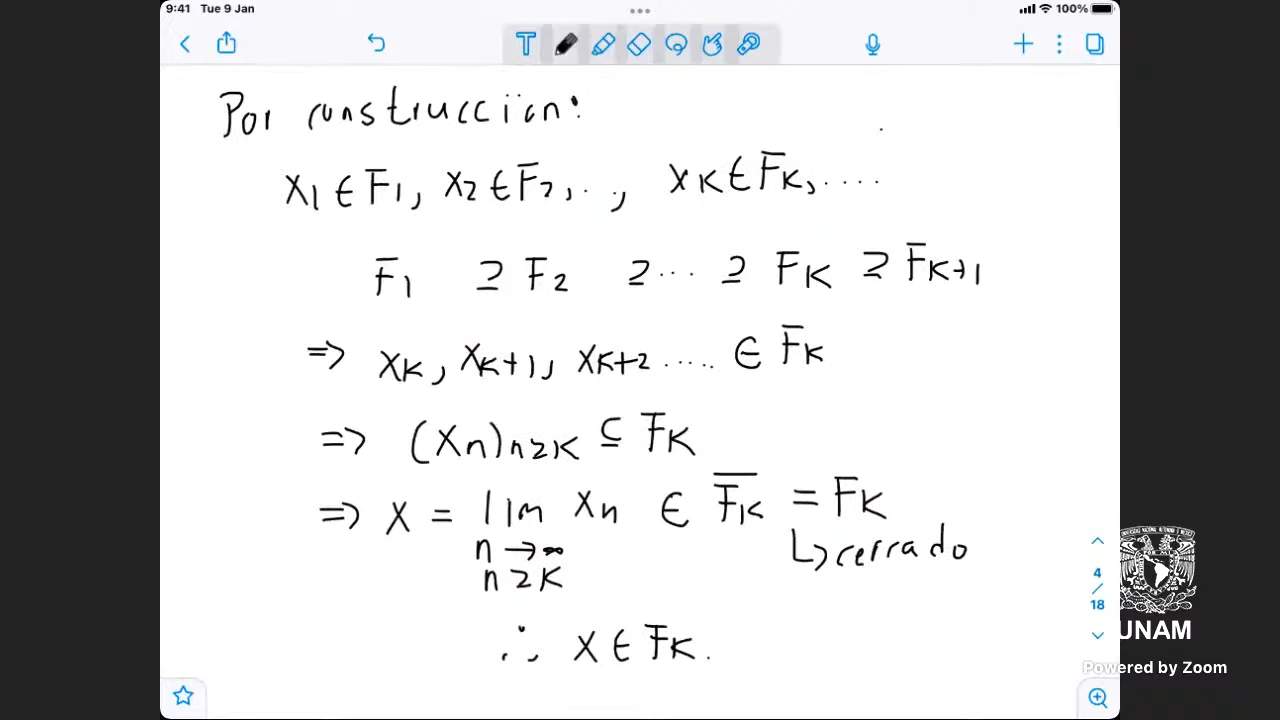 9:41 Tue 9 Jan 100%
Por construcción:
x1 ∈ F1, x2 ∈ F2, ..., xK ∈ FK, ....
F1 ⊇ F2 ⊇ ... ⊇ FK ⊇ FK+1
=> xK, xK+1, xK+2 ..... ∈ FK
=> (xn)n≥K ⊆ FK
=> x = lim xn ∈ F̅K̅ = FK
n → ∞
n ≥ K
↳ cerrado
∴ x ∈ FK.
4
/
18
UNAM
Powered by Zoom